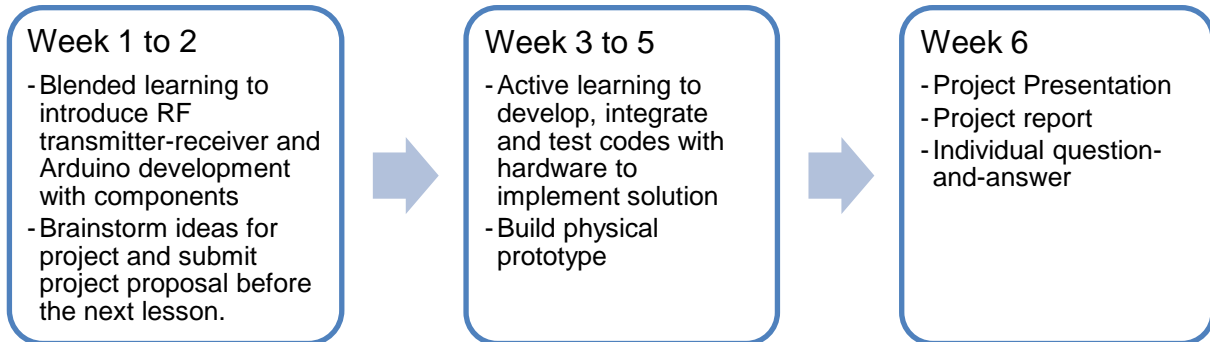 Week 1 to 2
- Blended learning to
introduce RF
transmitter-receiver and
Arduino development
with components
- Brainstorm ideas for
project and submit
project proposal before
the next lesson.
Week 3 to 5
- Active learning to
develop, integrate
and test codes with
hardware to
implement solution
- Build physical
prototype
Week 6
- Project Presentation
- Project report
- Individual question-
and-answer